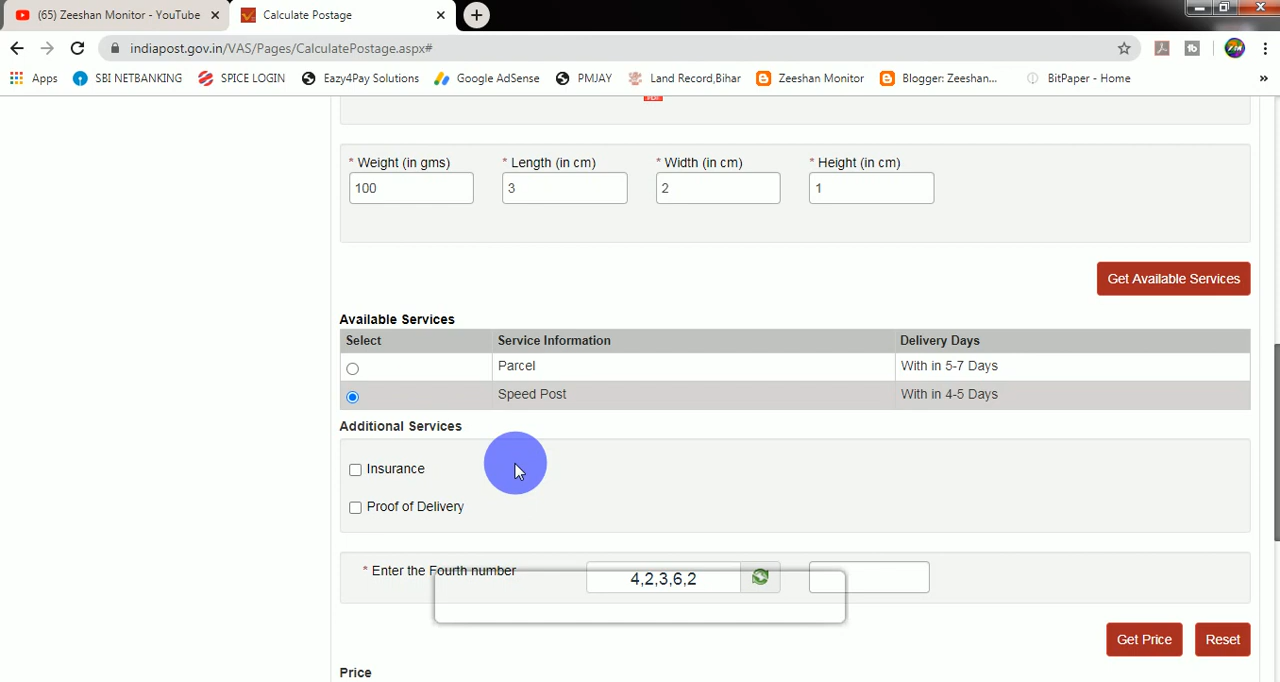 (65) Zeeshan Monitor - YouTube
Calculate Postage
indiapost.gov.in/VAS/Pages/CalculatePostage.aspx#
Apps
SBI NETBANKING
SPICE LOGIN
Eazy4Pay Solutions
Google AdSense
PMJAY
Land Record,Bihar
Zeeshan Monitor
Blogger: Zeeshan...
BitPaper - Home
»
PDF
* Weight (in gms)
* Length (in cm)
* Width (in cm)
* Height (in cm)
100
3
2
1
Get Available Services
Available Services
Select
Service Information
Delivery Days
Parcel
With in 5-7 Days
Speed Post
With in 4-5 Days
Additional Services
Insurance
Proof of Delivery
* Enter the Fourth number
4,2,3,6,2
Get Price
Reset
Price